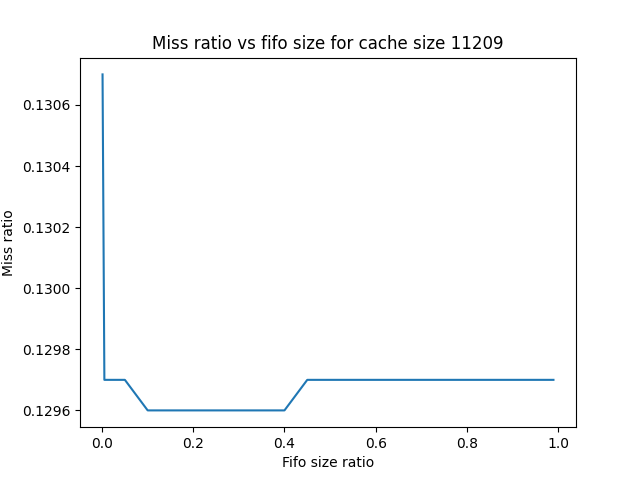 Miss ratio vs fifo size for cache size 11209
0.1306
0.1304
0.1302
0.1300
0.1298
0.1296
Miss ratio
0.0 0.2 0.4 0.6 0.8 1.0
Fifo size ratio